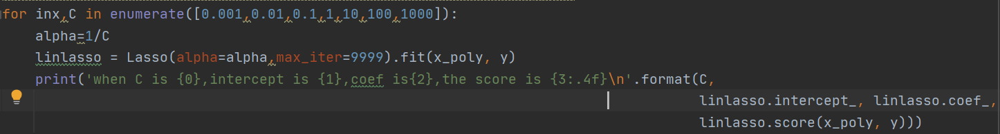 for inx,C in enumerate([0.001,0.01,0.1,1,10,100,1000]):
    alpha=1/C
    linlasso = Lasso(alpha=alpha,max_iter=9999).fit(x_poly, y)
    print('when C is {0},intercept is {1},coef is{2},the score is {3:.4f}\n'.format(C,
                                                                                    linlasso.intercept_, linlasso.coef_,
                                                                                    linlasso.score(x_poly, y)))